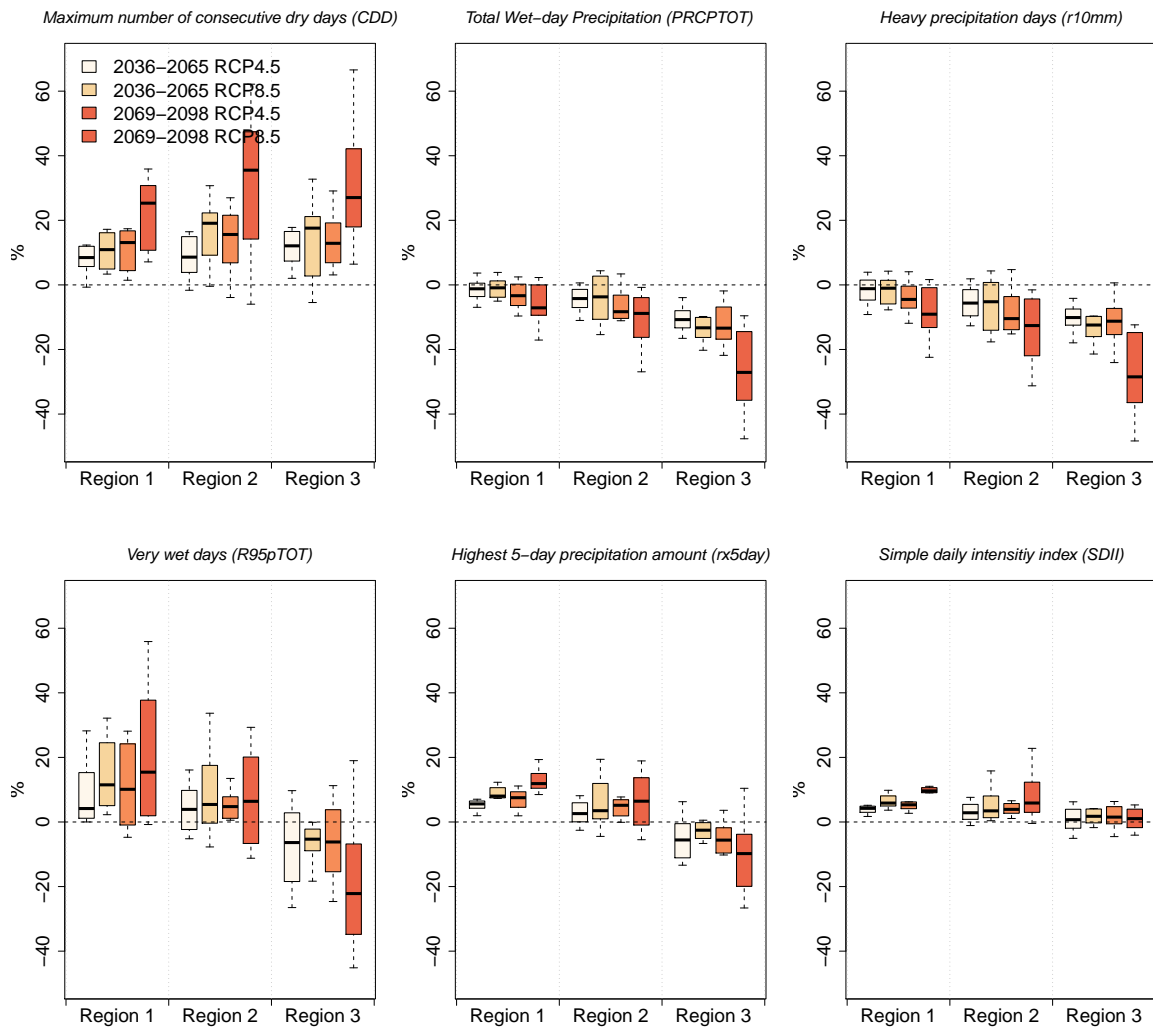 Maximum number of consecutive dry days (CDD)
Total Wet−day Precipitation (PRCPTOT)
Heavy precipitation days (r10mm)
2036−2065 RCP4.5
2036−2065 RCP8.5
2069−2098 RCP4.5
2069−2098 RCP8.5
%
60
40
20
0
−20
−40
Region 1
Region 2
Region 3
%
60
40
20
0
−20
−40
Region 1
Region 2
Region 3
%
60
40
20
0
−20
−40
Region 1
Region 2
Region 3
Very wet days (R95pTOT)
Highest 5−day precipitation amount (rx5day)
Simple daily intensitiy index (SDII)
%
60
40
20
0
−20
−40
Region 1
Region 2
Region 3
%
60
40
20
0
−20
−40
Region 1
Region 2
Region 3
%
60
40
20
0
−20
−40
Region 1
Region 2
Region 3